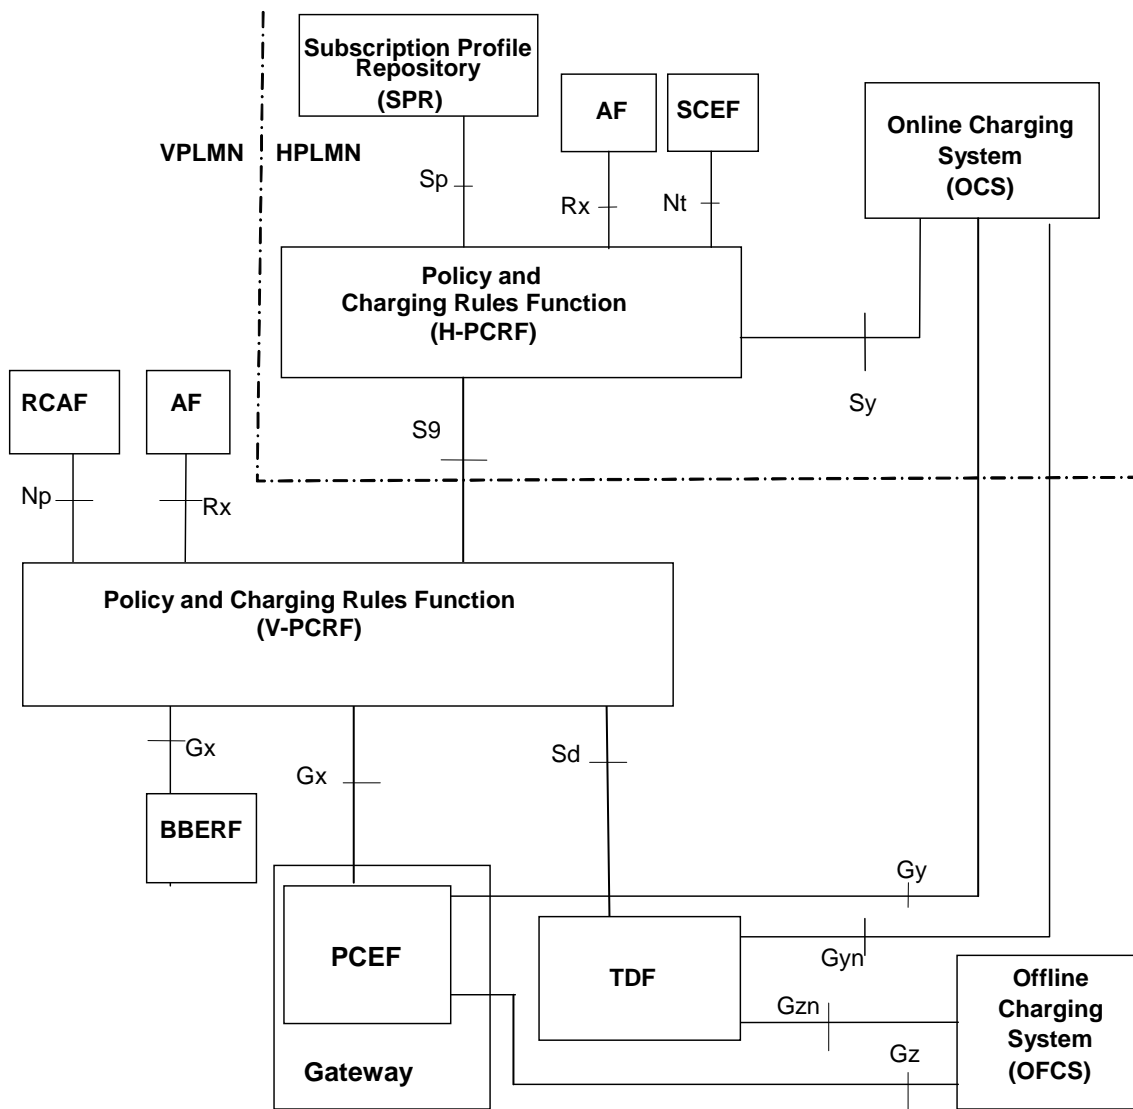 Subscription Profile
Repository
(SPR)
AF
SCEF
Online Charging
System
(OCS)
VPLMN
HPLMN
Sp
Rx
Nt
Policy and
Charging Rules Function
(H-PCRF)
Sy
RCAF
AF
S9
Np
Rx
Policy and Charging Rules Function
(V-PCRF)
Gx
Gx
Sd
BBERF
Gy
PCEF
TDF
Gyn
Gzn
Offline
Charging
System
(OFCS)
Gz
Gateway